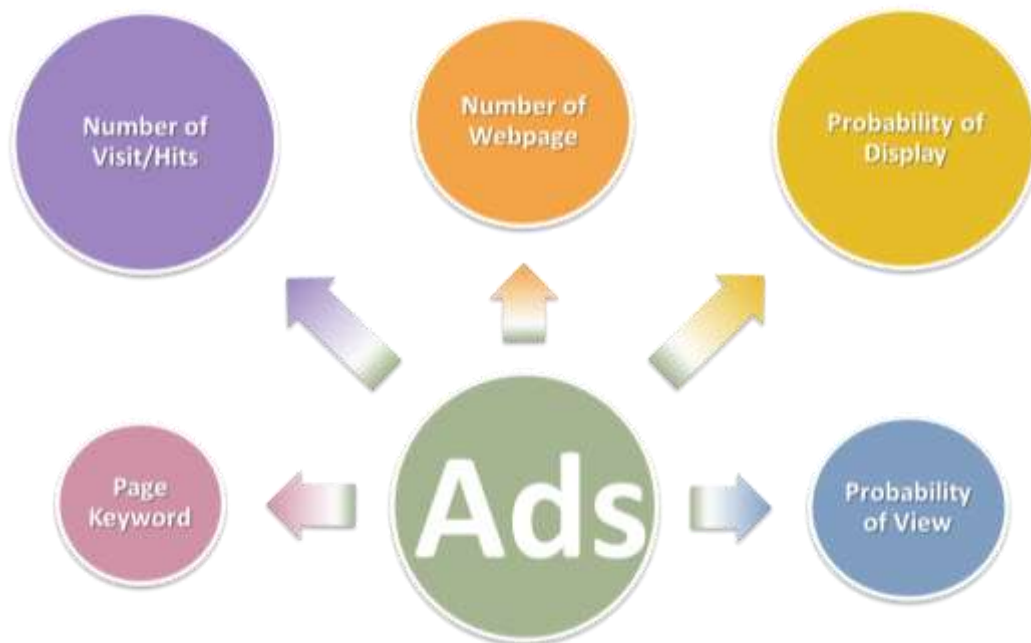 Number of
Visit/Hits
Number of
Webpage
Probability of
Display
Page
Keyword
Ads
Probability
of View